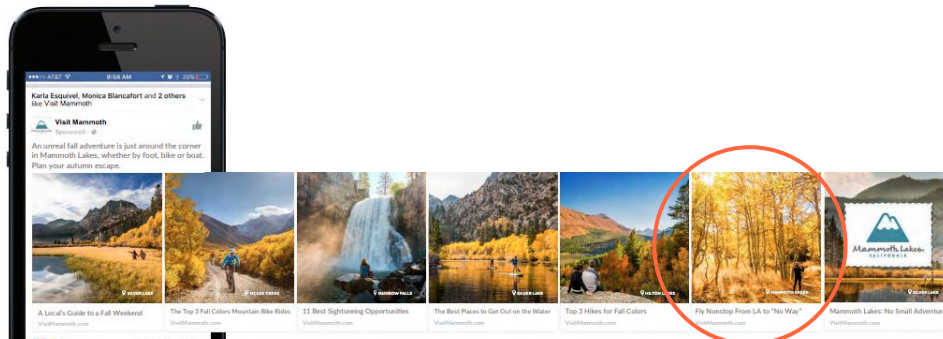 AT&T 9:58 AM 20%
Karla Esquivel, Monica Blancafort and 2 others
like Visit Mammoth
Visit Mammoth
Sponsored
An unreal fall adventure is just around the corner
in Mammoth Lakes, whether by foot, bike or boat.
Plan your autumn escape.
SILVER LAKE
MCGEE CREEK
RAINBOW FALLS
SILVER LAKE
HILTON LAKES
MAMMOTH CREEK
Mammoth Lakes
CALIFORNIA
SILVER LAKE
A Local's Guide to a Fall Weekend
VisitMammoth.com
The Top 3 Fall Colors Mountain Bike Rides
VisitMammoth.com
11 Best Sightseeing Opportunities
VisitMammoth.com
The Best Places to Get Out on the Water
VisitMammoth.com
Top 3 Hikes for Fall Colors
VisitMammoth.com
Fly Nonstop From LA to "No Way"
VisitMammoth.com
Mammoth Lakes: No Small Adventur
VisitMammoth.com